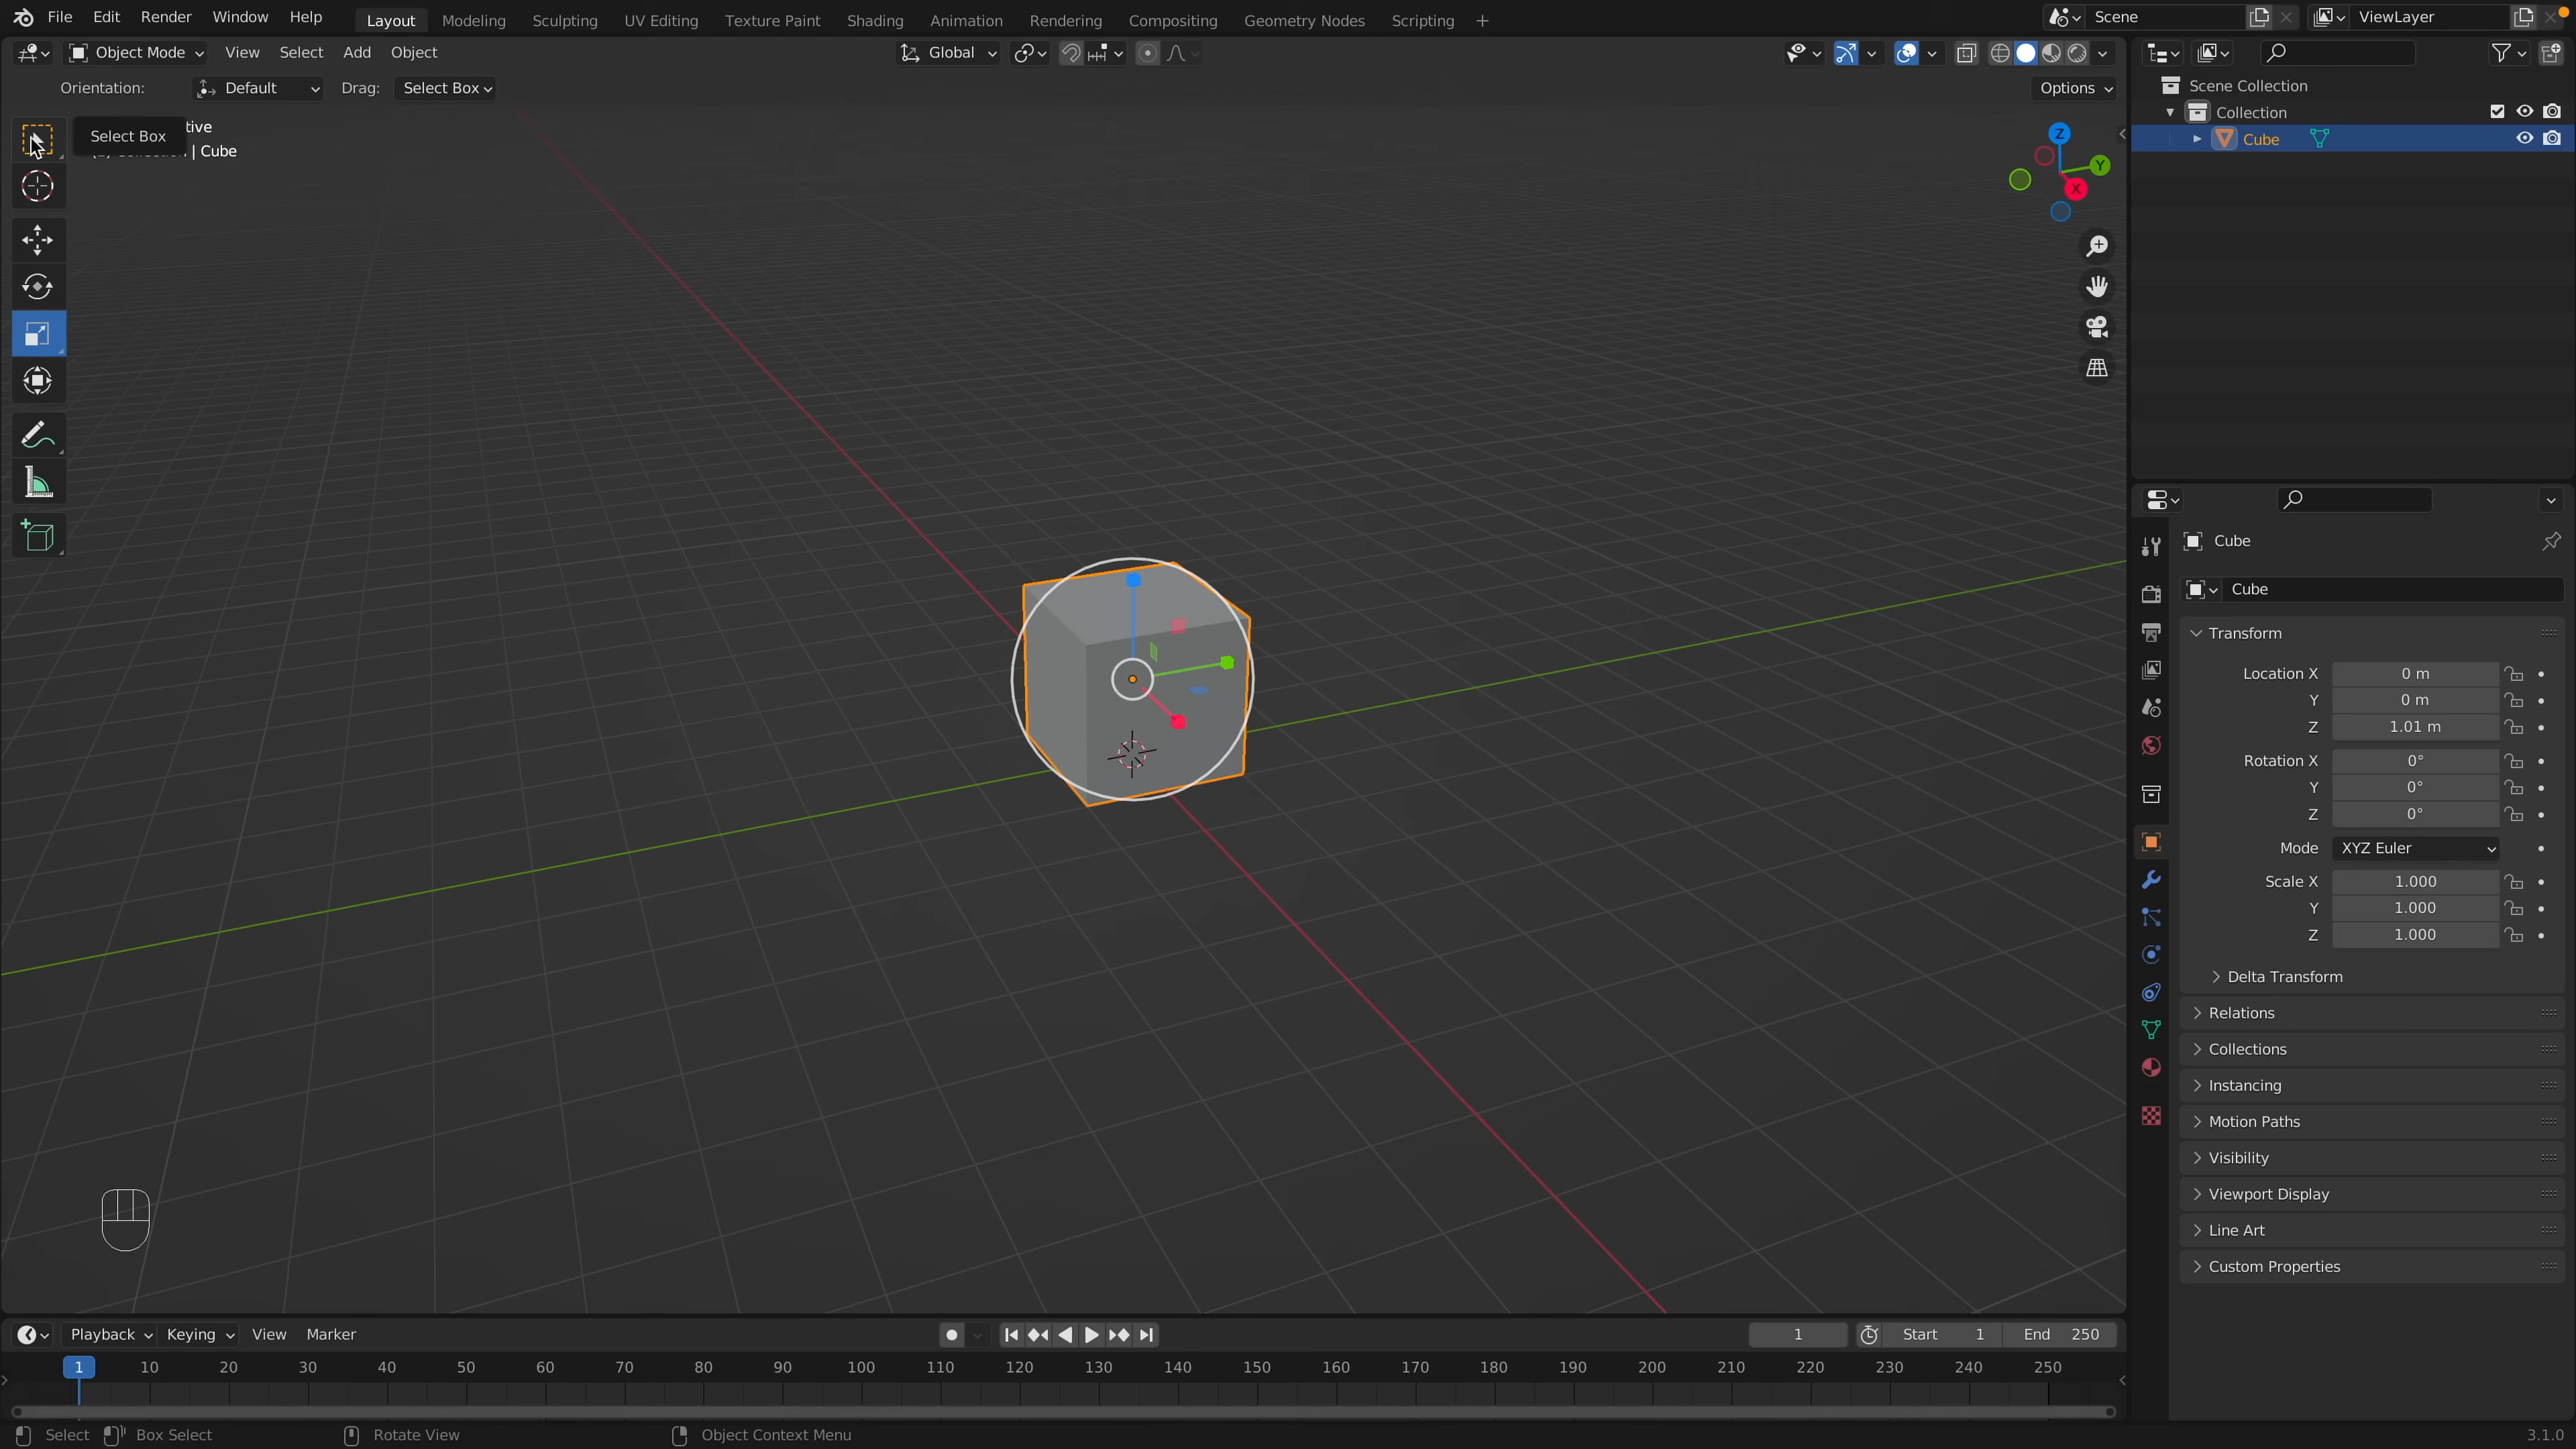 File Edit Render Window Help Layout Modeling Sculpting UV Editing Texture Paint Shading Animation Rendering Compositing Geometry Nodes Scripting + Scene ViewLayer
Object Mode View Select Add Object Global
Orientation: Default Drag: Select Box Options
Select Box
tive
| Cube
Z
Y
X
Scene Collection
Collection
Cube
Cube
Cube
Transform
Location X 0 m
Y 0 m
Z 1.01 m
Rotation X 0°
Y 0°
Z 0°
Mode XYZ Euler
Scale X 1.000
Y 1.000
Z 1.000
Delta Transform
Relations
Collections
Instancing
Motion Paths
Visibility
Viewport Display
Line Art
Custom Properties
Playback Keying View Marker 1 Start 1 End 250
1 10 20 30 40 50 60 70 80 90 100 110 120 130 140 150 160 170 180 190 200 210 220 230 240 250
Select Box Select Rotate View Object Context Menu 3.1.0